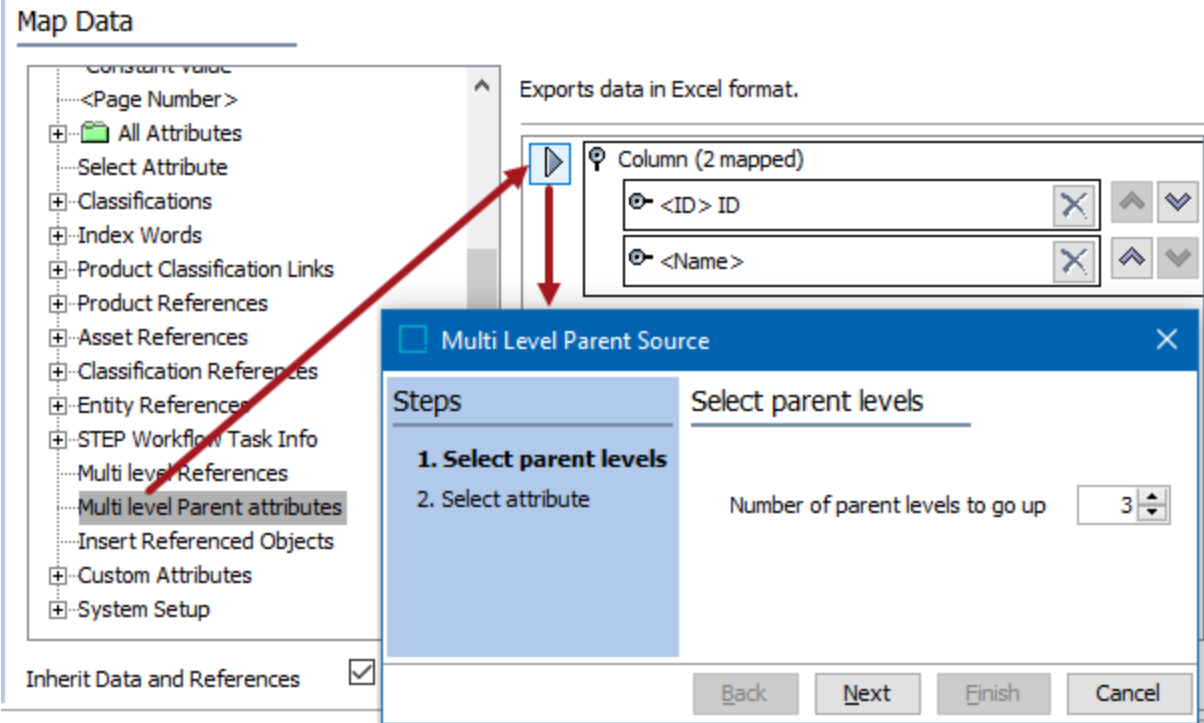 Map Data
Constant Value
<Page Number>
All Attributes
Select Attribute
Classifications
Index Words
Product Classification Links
Product References
Asset References
Classification References
Entity References
STEP Workflow Task Info
Multi level References
Multi level Parent attributes
Insert Referenced Objects
Custom Attributes
System Setup
Inherit Data and References
Exports data in Excel format.
Column (2 mapped)
<ID> ID
<Name>
Multi Level Parent Source
Steps
1. Select parent levels
2. Select attribute
Select parent levels
Number of parent levels to go up 3
Back Next Finish Cancel